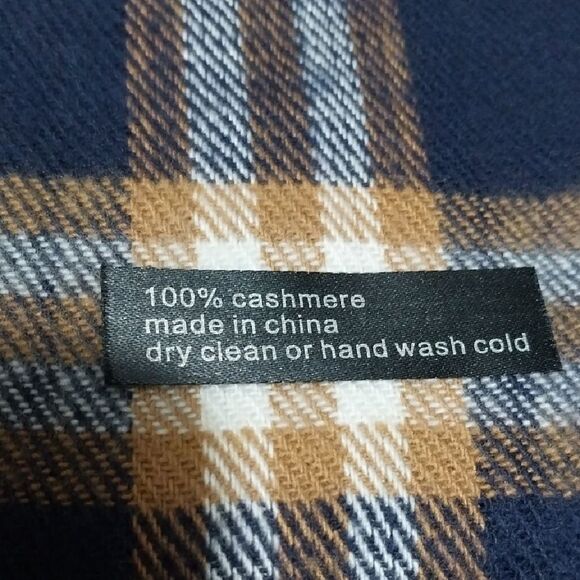 100% cashmere
made in china
dry clean or hand wash cold